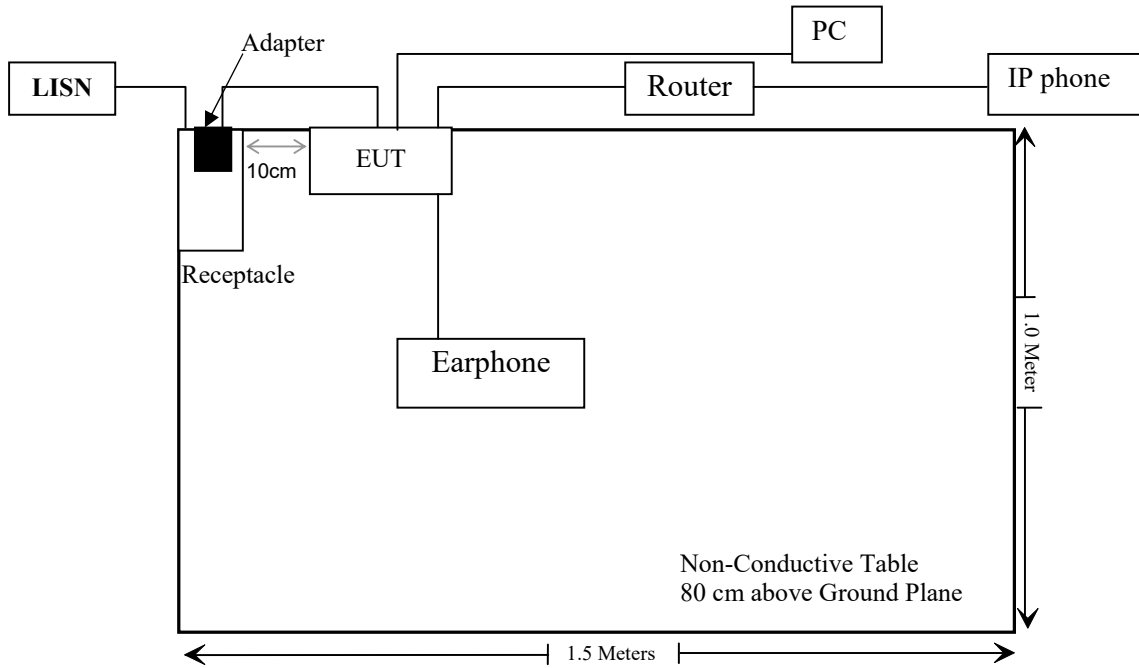 PC
Adapter
LISN
Router
IP phone
EUT
10cm
Receptacle
1.0 Meter
Earphone
Non-Conductive Table
80 cm above Ground Plane
1.5 Meters